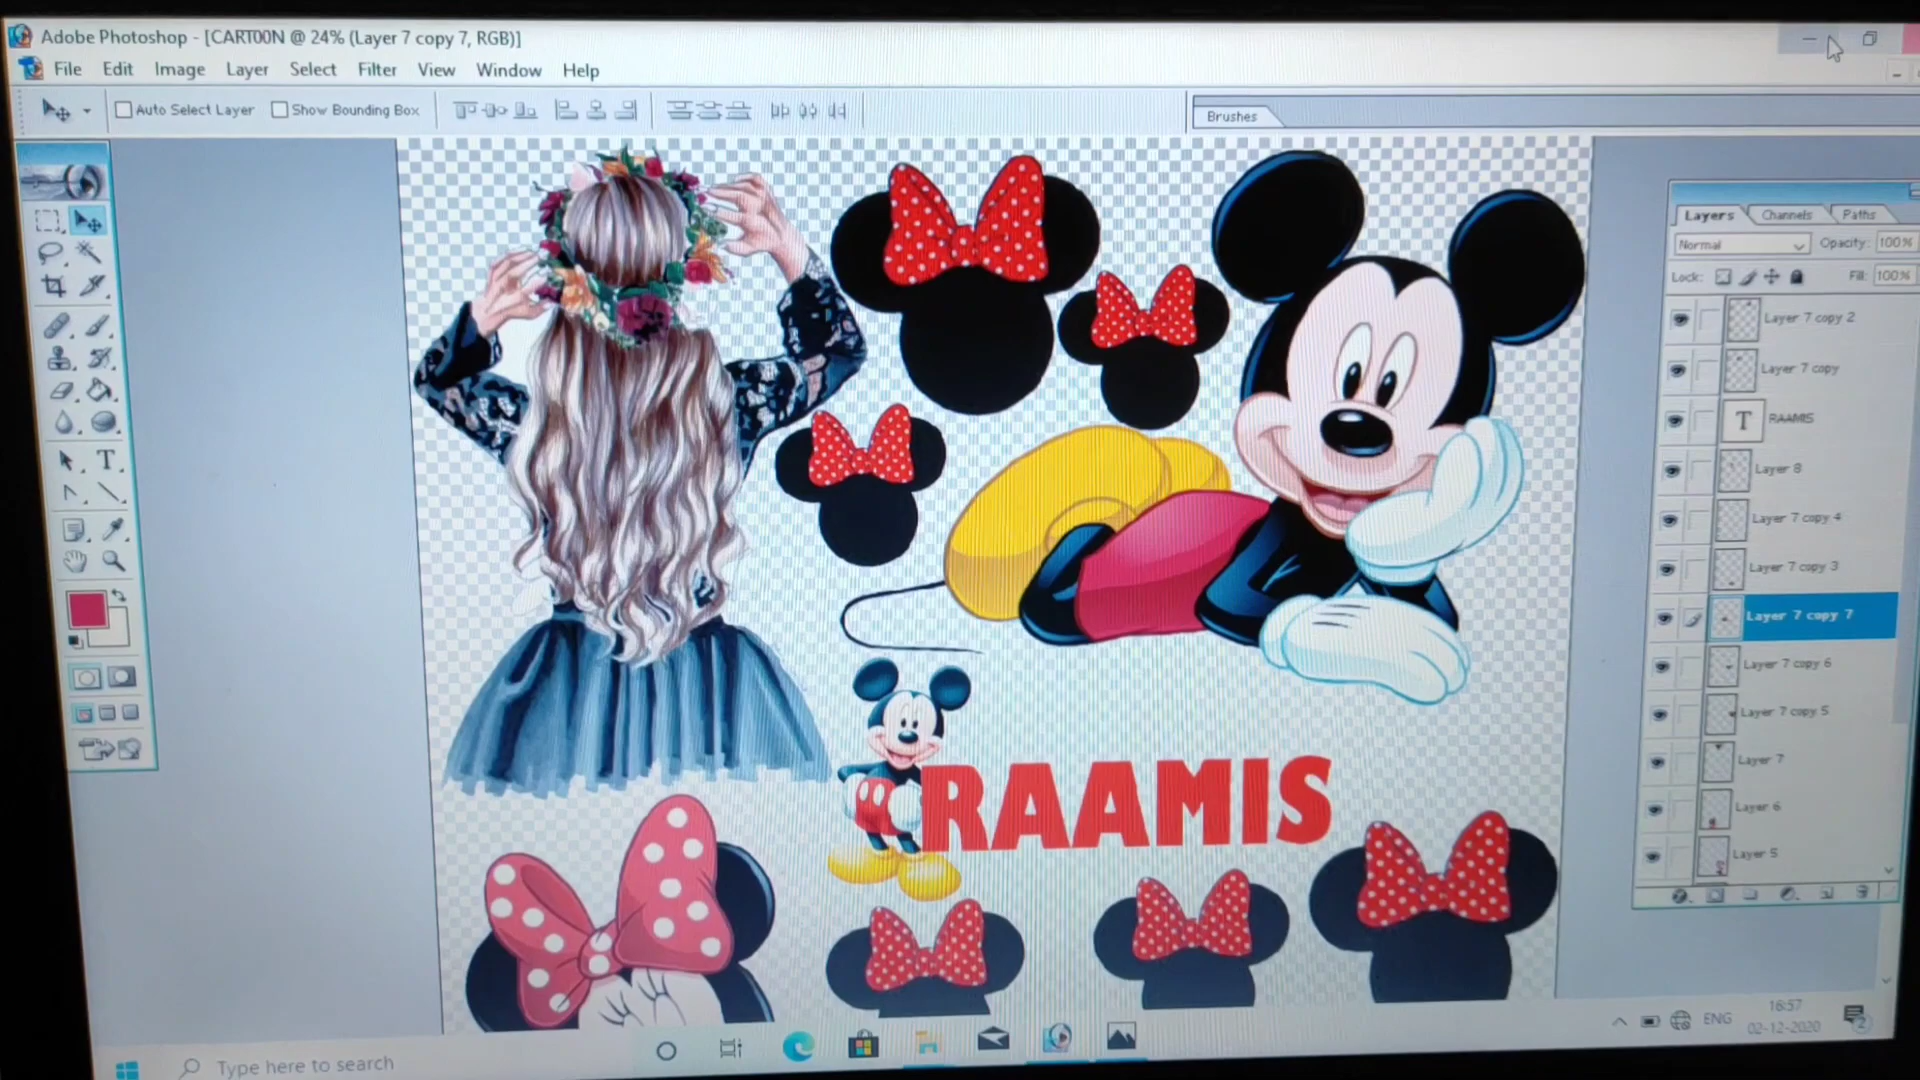 Adobe Photoshop - [CART00N @ 24% (Layer 7 copy 7, RGB)]
File Edit Image Layer Select Filter View Window Help
Auto Select Layer Show Bounding Box
Brushes
Layers Channels Paths
Normal Opacity: 100%
Lock: Fill: 100%
Layer 7 copy 2
Layer 7 copy
T RAAMIS
Layer 8
Layer 7 copy 4
Layer 7 copy 3
Layer 7 copy 7
Layer 7 copy 6
Layer 7 copy 5
Layer 7
Layer 6
Layer 5
RAAMIS
Type here to search
ENG
16:57
02-12-2020
2